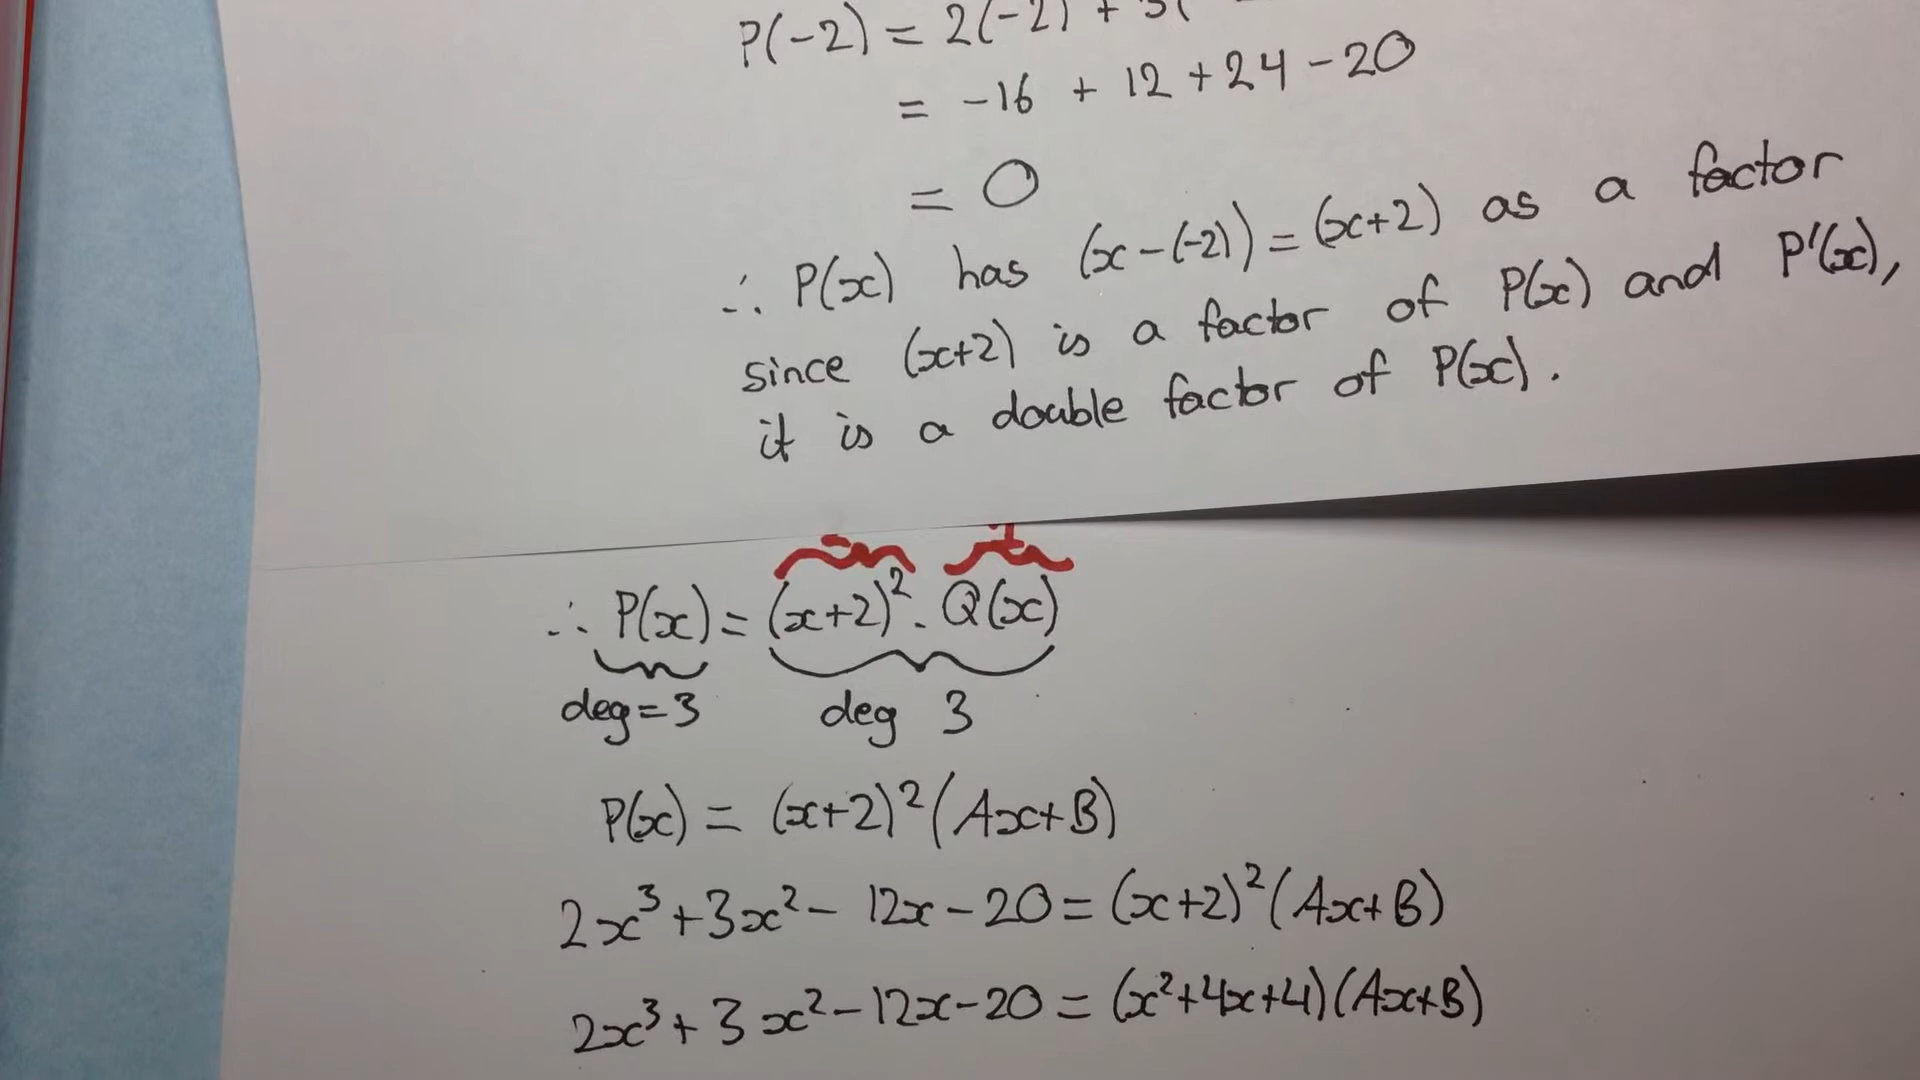 P(-2) = 2(-2) + 3(
= -16 + 12 + 24 - 20
= 0
∴ P(x) has (x-(-2)) = (x+2) as a factor
since (x+2) is a factor of P(x) and P'(x),
it is a double factor of P(x).
∴ P(x) = (x+2)². Q(x)
deg=3 deg 3
P(x) = (x+2)²(Ax+B)
2x³+3x²- 12x-20 = (x+2)²(Ax+B)
2x³+3x²-12x-20 = (x²+4x+4)(Ax+B)